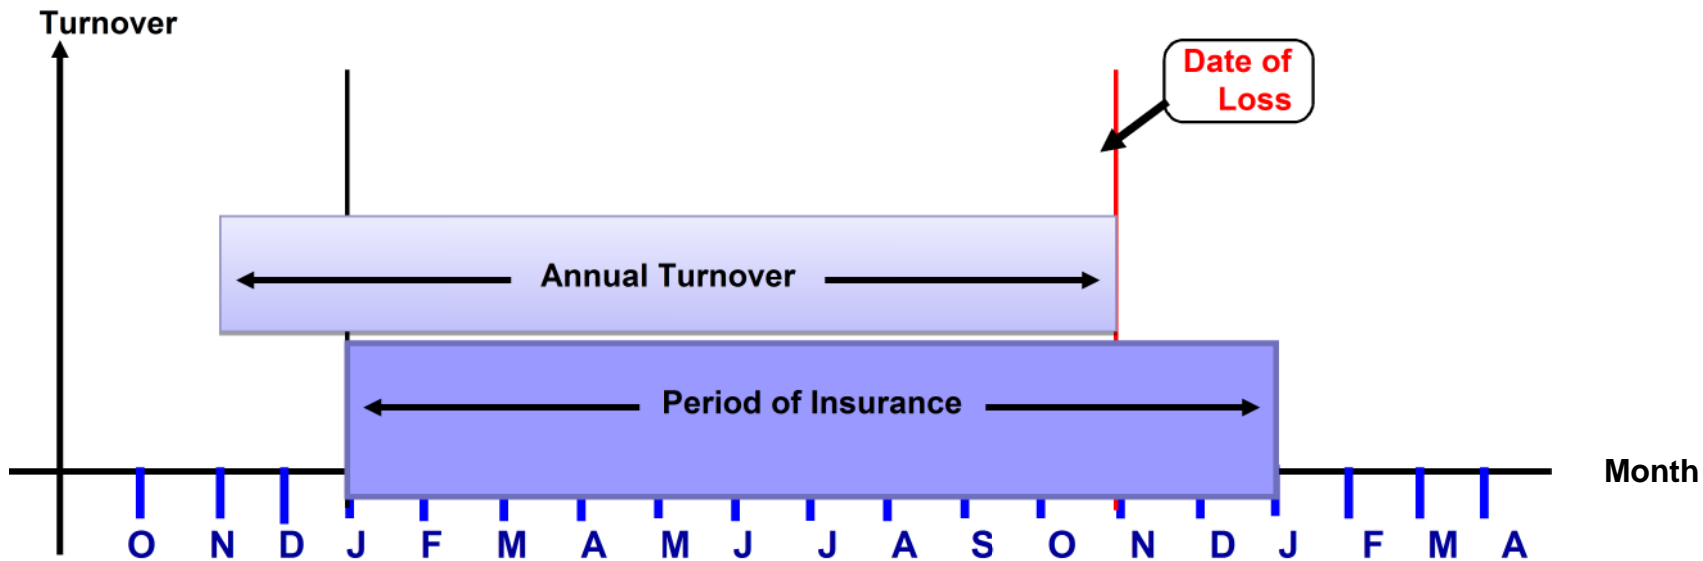 Turnover
Date of
Loss
Annual Turnover
Period of Insurance
Month
O N D J F M A M J J A S O N D J F M A